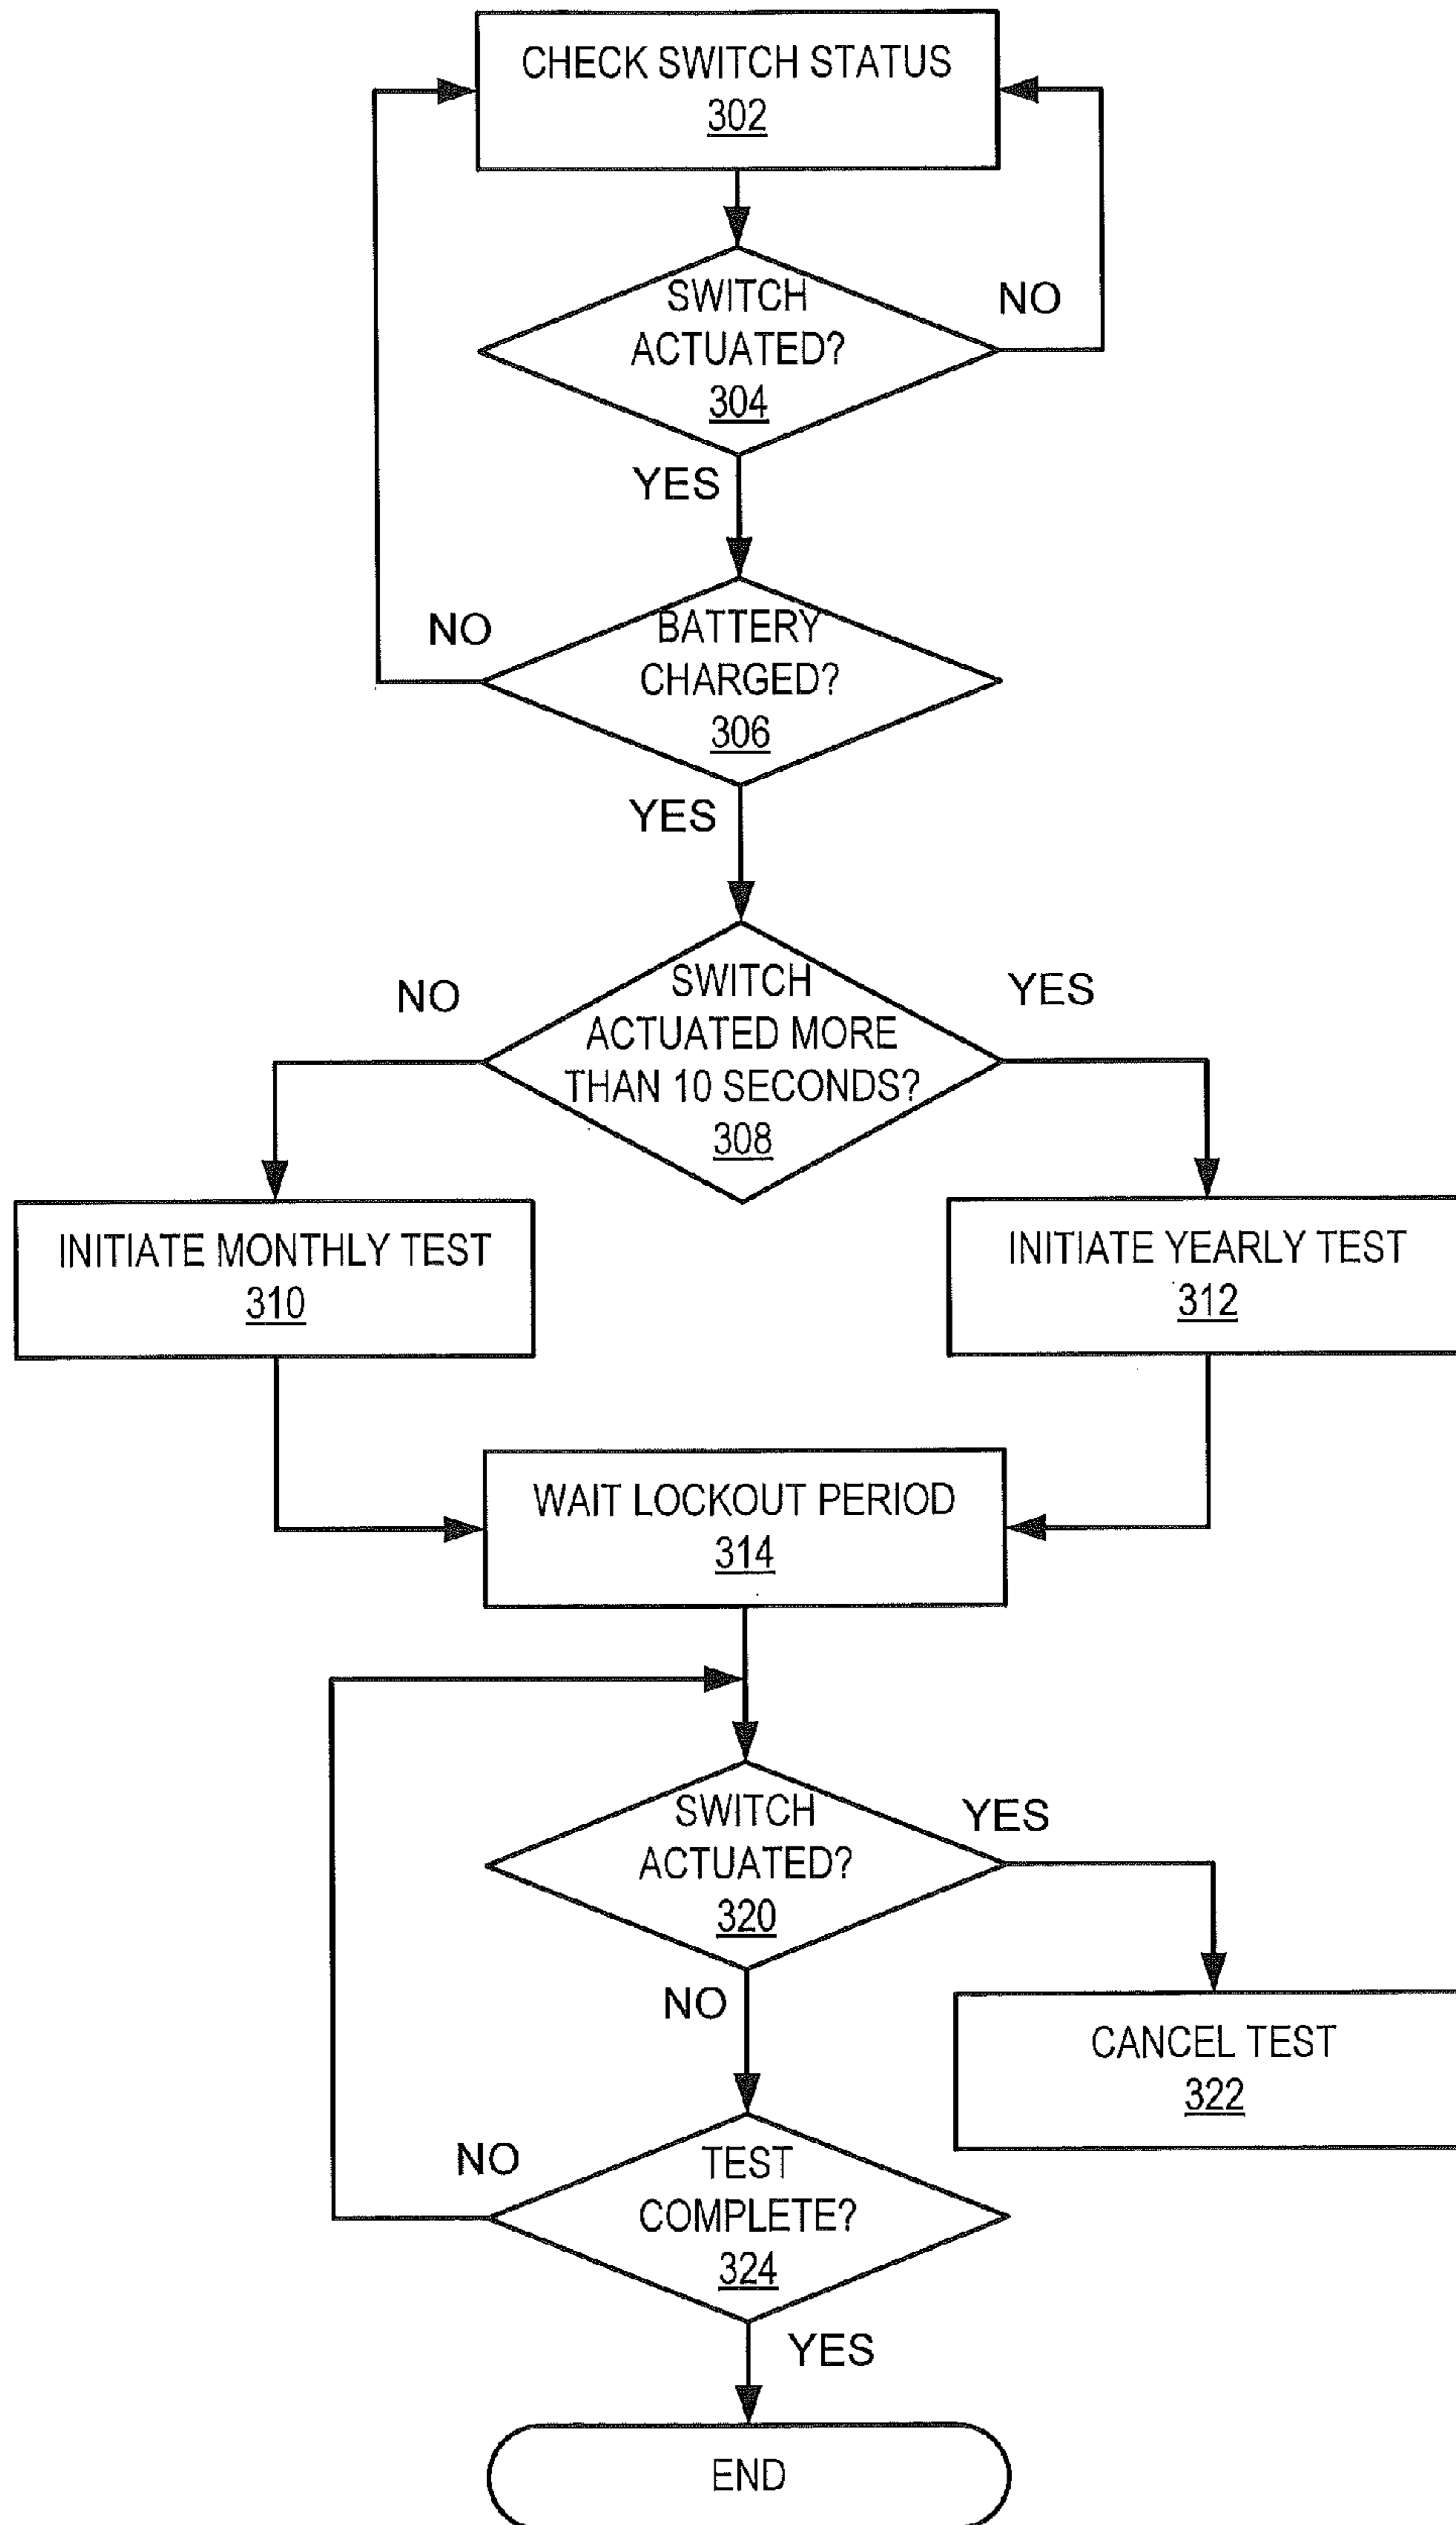 CHECK SWITCH STATUS
302
SWITCH
ACTUATED?
304
NO
YES
BATTERY
CHARGED?
306
NO
YES
SWITCH
ACTUATED MORE
THAN 10 SECONDS?
308
NO
YES
INITIATE MONTHLY TEST
310
INITIATE YEARLY TEST
312
WAIT LOCKOUT PERIOD
314
SWITCH
ACTUATED?
320
YES
NO
CANCEL TEST
322
TEST
COMPLETE?
324
NO
YES
END